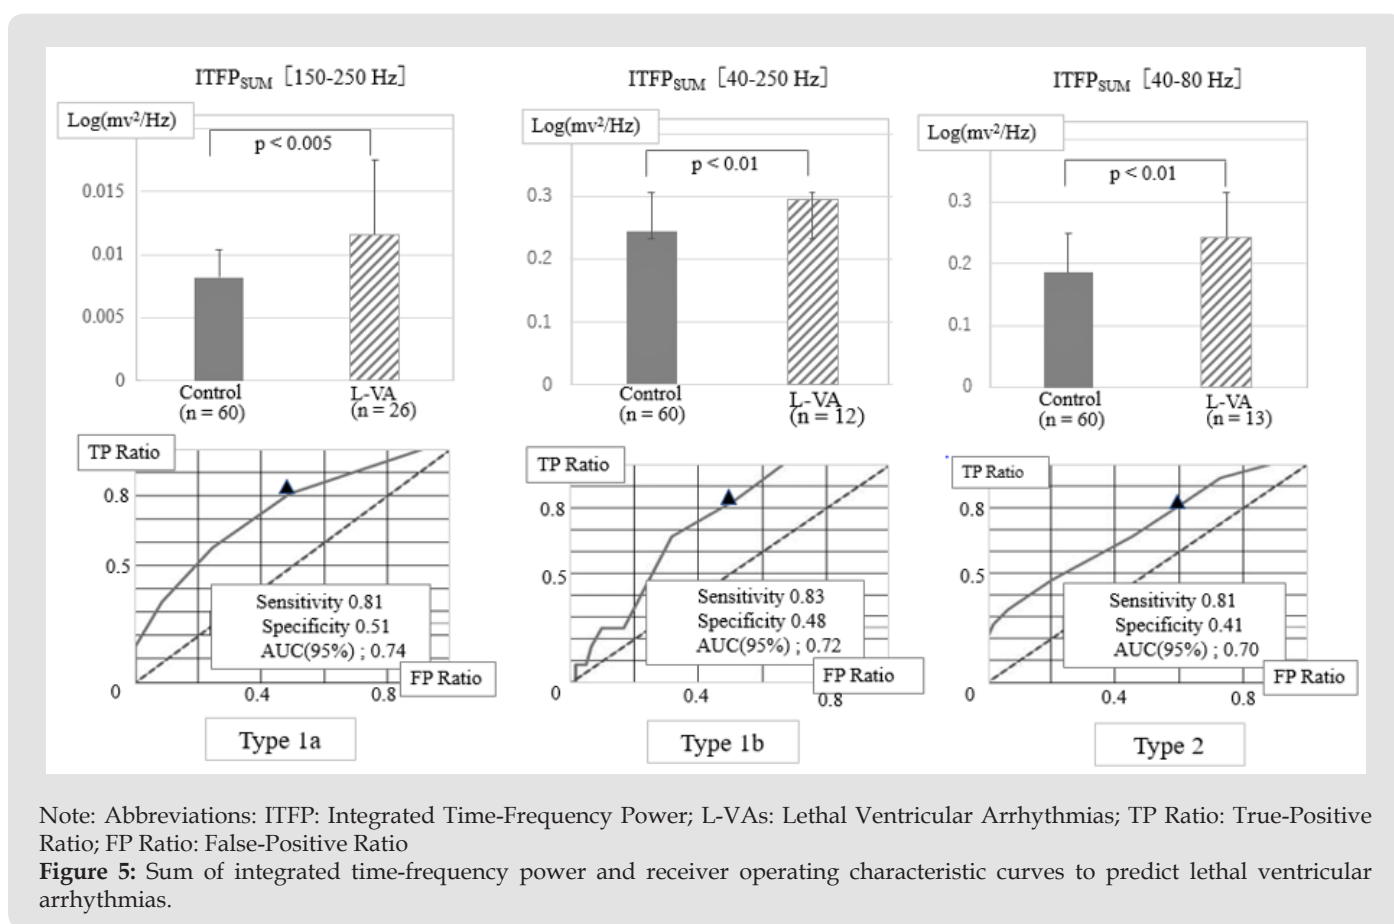 ITFPSUM [150-250 Hz]
Log(mv²/Hz)
p < 0.005
0.015
0.01
0.005
0
Control
(n = 60)
L-VA
(n = 26)
TP Ratio
0.8
0.5
Sensitivity 0.81
Specificity 0.51
AUC(95%) ; 0.74
FP Ratio
0
0.4
0.8
Type 1a
ITFPSUM [40-250 Hz]
Log(mv²/Hz)
p < 0.01
0.3
0.2
0.1
0
Control
(n = 60)
L-VA
(n = 12)
TP Ratio
0.8
0.5
Sensitivity 0.83
Specificity 0.48
AUC(95%) ; 0.72
FP Ratio
0
0.4
0.8
Type 1b
ITFPSUM [40-80 Hz]
Log(mv²/Hz)
p < 0.01
0.3
0.2
0.1
0
Control
(n = 60)
L-VA
(n = 13)
TP Ratio
0.8
0.5
Sensitivity 0.81
Specificity 0.41
AUC(95%) ; 0.70
FP Ratio
0
0.4
0.8
Type 2
Note: Abbreviations: ITFP: Integrated Time-Frequency Power; L-VAs: Lethal Ventricular Arrhythmias; TP Ratio: True-Positive
Ratio; FP Ratio: False-Positive Ratio
Figure 5: Sum of integrated time-frequency power and receiver operating characteristic curves to predict lethal ventricular
arrhythmias.